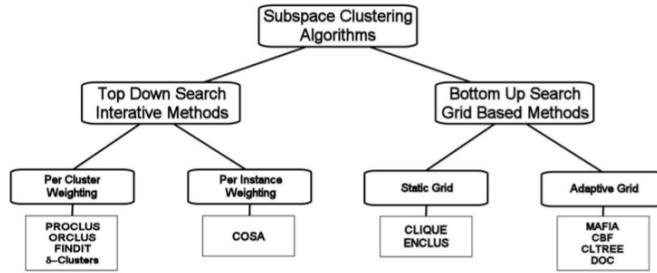 Subspace Clustering
Algorithms
Top Down Search
Interative Methods
Bottom Up Search
Grid Based Methods
Per Cluster
Weighting
Per Instance
Weighting
Static Grid
Adaptive Grid
PROCLUS
ORCLUS
FINDIT
δ–Clusters
COSA
CLIQUE
ENCLUS
MAFIA
CBF
CLTREE
DOC